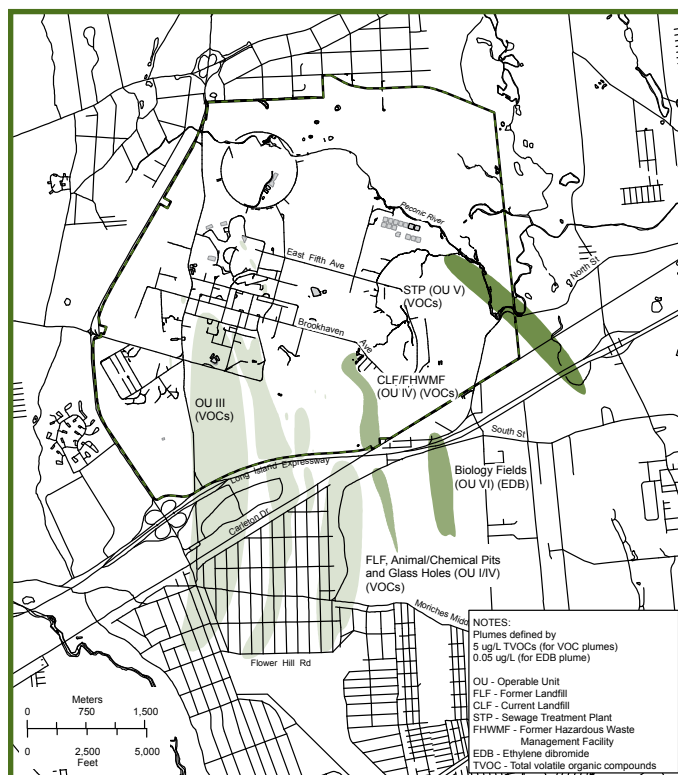 Peconic River
East Fifth Ave
North St
STP (OU V)
(VOCs)
Brookhaven Ave
CLF/FHWMF
(OU IV) (VOCs)
OU III
(VOCs)
South St
Long Island Expressway
Biology Fields
(OU VI) (EDB)
Carleton Dr
FLF, Animal/Chemical Pits
and Glass Holes (OU I/IV)
(VOCs)
Moriches Midd
Flower Hill Rd
NOTES:
Plumes defined by
5 ug/L TVOCs (for VOC plumes)
0.05 ug/L (for EDB plume)
OU - Operable Unit
FLF - Former Landfill
CLF - Current Landfill
STP - Sewage Treatment Plant
FHWMF - Former Hazardous Waste
Management Facility
EDB - Ethylene dibromide
TVOC - Total volatile organic compounds
Meters
0 750 1,500
0 2,500 5,000
Feet